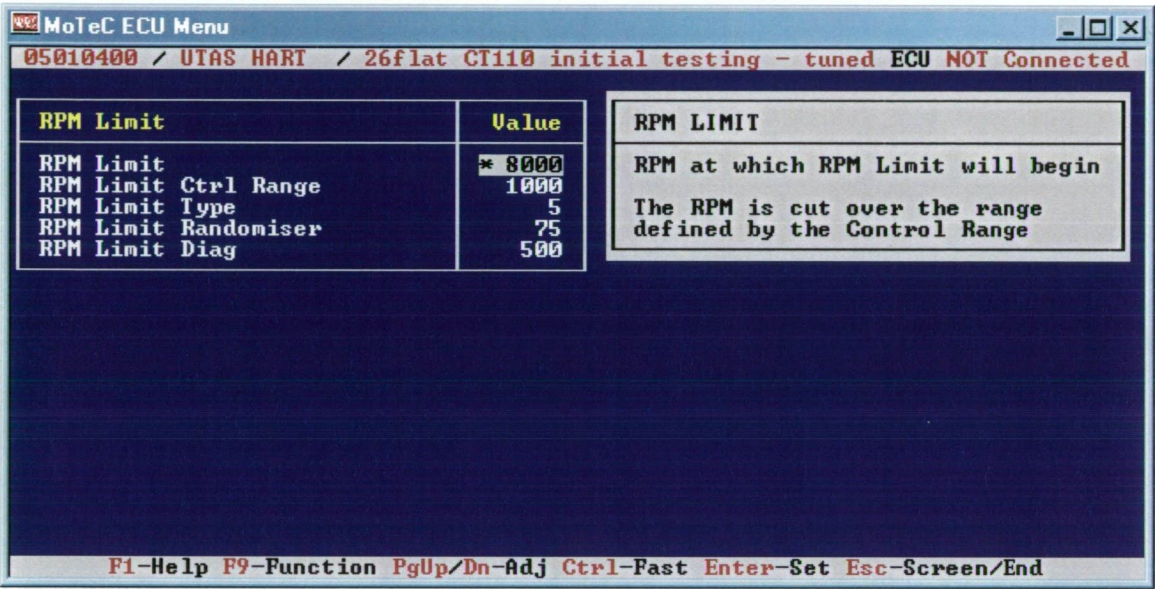 MoTeC ECU Menu
05010400 / UTAS HART / 26flat CT110 initial testing - tuned ECU NOT Connected
RPM Limit Value
RPM Limit * 8000
RPM Limit Ctrl Range 1000
RPM Limit Type 5
RPM Limit Randomiser 75
RPM Limit Diag 500
RPM LIMIT
RPM at which RPM Limit will begin
The RPM is cut over the range
defined by the Control Range
F1-Help F9-Function PgUp/Dn-Adj Ctrl-Fast Enter-Set Esc-Screen/End